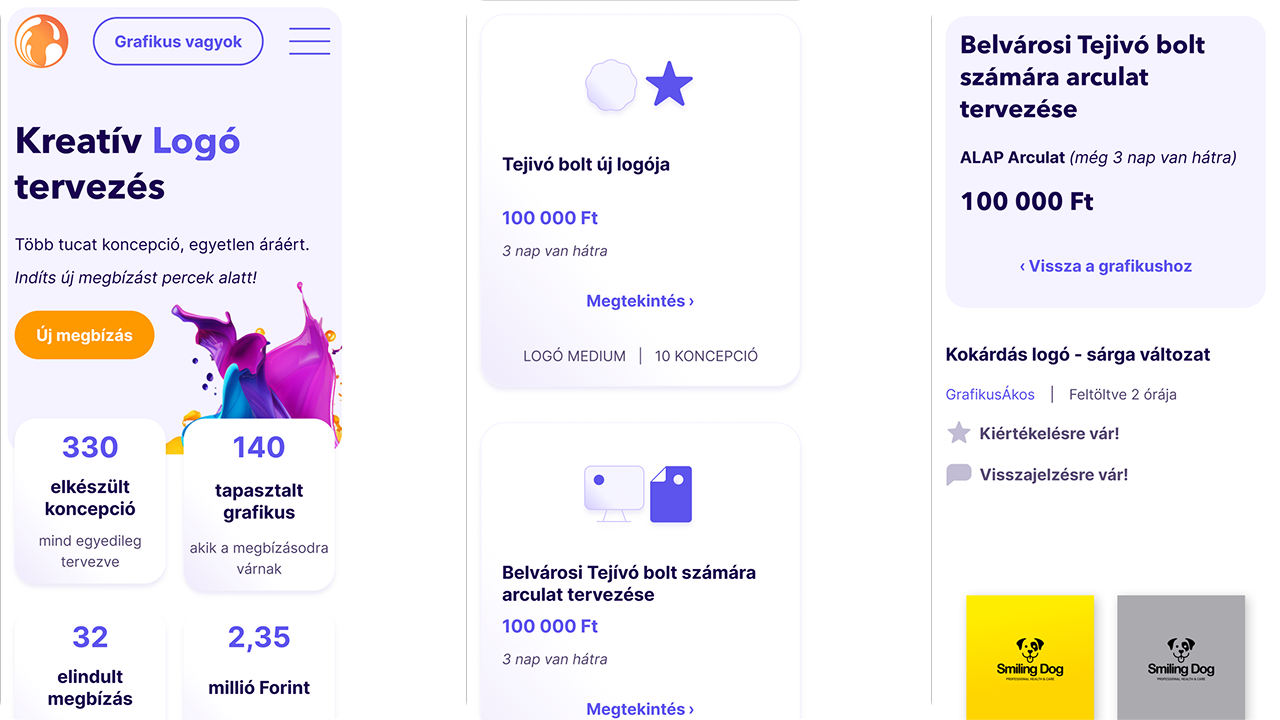 Grafikus vagyok
Kreatív Logó
tervezés
Több tucat koncepció, egyetlen áráért.
Indíts új megbízást percek alatt!
Új megbízás
330
elkészült
koncepció
mind egyedileg
tervezve
140
tapasztalt
grafikus
akik a megbízásodra
várnak
32
elindult
megbízás
2,35
millió Forint
Tejivó bolt új logója
100 000 Ft
3 nap van hátra
Megtekintés ›
LOGÓ MEDIUM | 10 KONCEPCIÓ
Belvárosi Tejívó bolt számára
arculat tervezése
100 000 Ft
3 nap van hátra
Megtekintés ›
Belvárosi Tejivó bolt
számára arculat
tervezése
ALAP Arculat (még 3 nap van hátra)
100 000 Ft
‹ Vissza a grafikushoz
Kokárdás logó - sárga változat
GrafikusÁkos | Feltöltve 2 órája
Kiértékelésre vár!
Visszajelzésre vár!
Smiling Dog
PROFESSIONAL HEALTH & CARE
Smiling Dog
PROFESSIONAL HEALTH & CARE